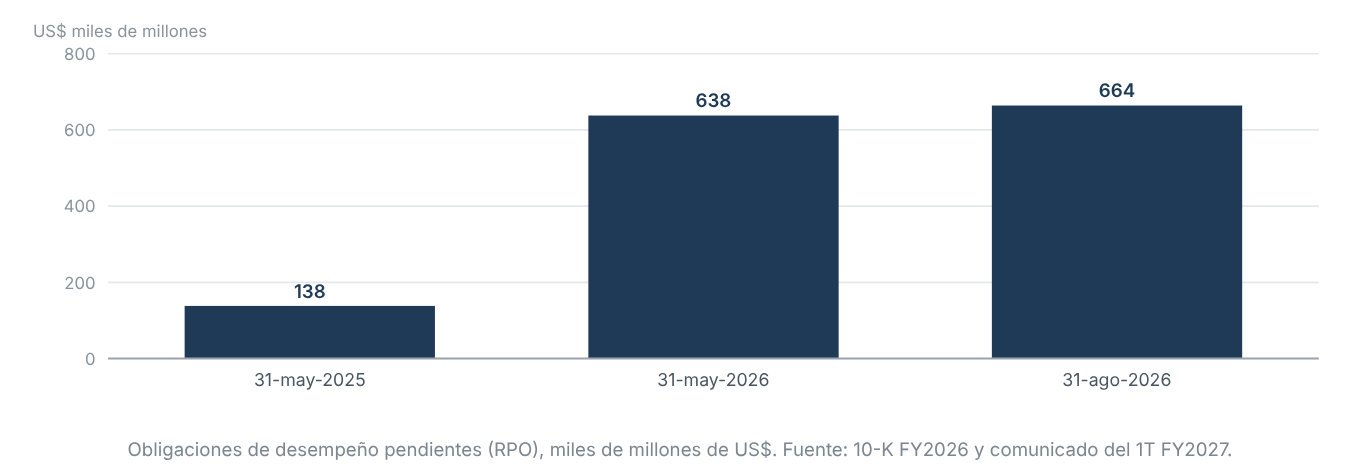 US$ miles de millones
800
600
400
200
0
138
638
664
31-may-2025
31-may-2026
31-ago-2026
Obligaciones de desempeño pendientes (RPO), miles de millones de US$. Fuente: 10-K FY2026 y comunicado del 1T FY2027.